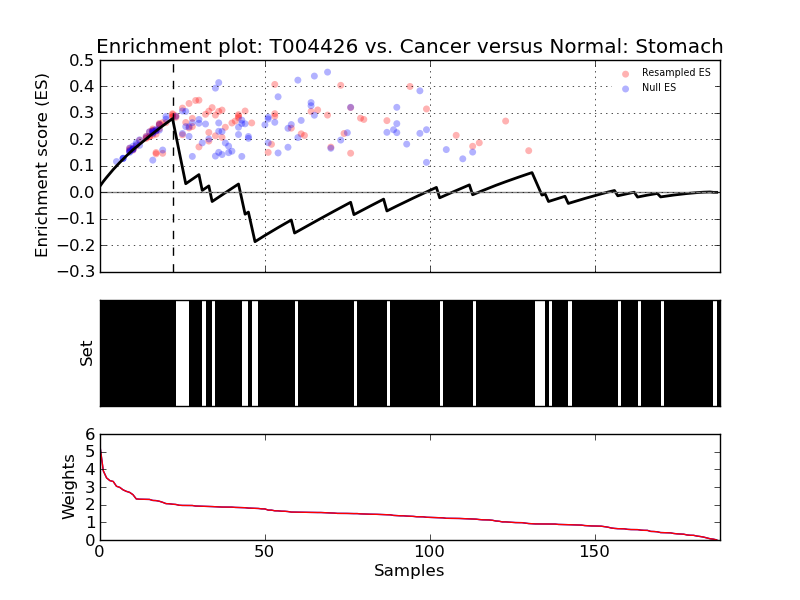 Enrichment plot: T004426 vs. Cancer versus Normal: Stomach
Enrichment score (ES)
0.5
0.4
0.3
0.2
0.1
0.0
−0.1
−0.2
−0.3
Resampled ES
Null ES
Set
Weights
6
5
4
3
2
1
0
0 50 100 150
Samples